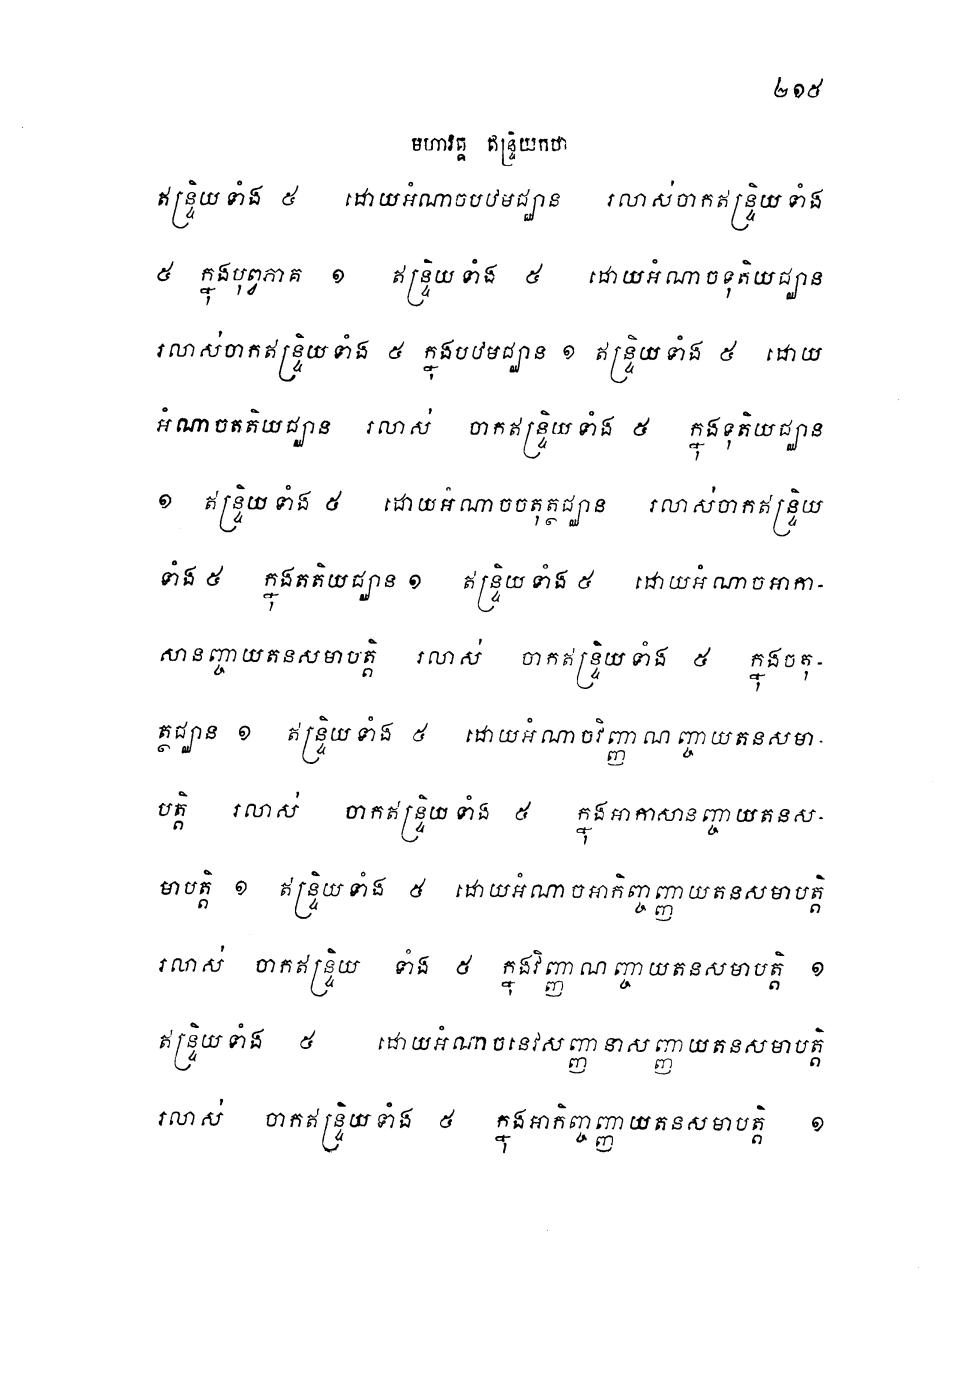 ២១៥
មហាវគ្គ ឥន្ទ្រិយកថា
ឥន្ទ្រិយទាំង ៥ ដោយអំណាចបឋមជ្ឈាន រលាស់ចាកឥន្ទ្រិយទាំង
៥ ក្នុងបុព្វភាគ ១ ឥន្ទ្រិយទាំង ៥ ដោយអំណាចទុតិយជ្ឈាន
រលាស់ចាកឥន្ទ្រិយទាំង ៥ ក្នុងបឋមជ្ឈាន ១ ឥន្ទ្រិយទាំង ៥ ដោយ
អំណាចតតិយជ្ឈាន រលាស់ ចាកឥន្ទ្រិយទាំង ៥ ក្នុងទុតិយជ្ឈាន
១ ឥន្ទ្រិយទាំង ៥ ដោយអំណាចចតុត្ថជ្ឈាន រលាស់ចាកឥន្ទ្រិយ
ទាំង ៥ ក្នុងតតិយជ្ឈាន ១ ឥន្ទ្រិយទាំង ៥ ដោយអំណាចអាកា-
សានញ្ចាយតនសមាបត្តិ រលាស់ ចាកឥន្ទ្រិយទាំង ៥ ក្នុងចតុ-
ត្ថជ្ឈាន ១ ឥន្ទ្រិយទាំង ៥ ដោយអំណាចវិញ្ញាណញ្ចាយតនសមា-
បត្តិ រលាស់ ចាកឥន្ទ្រិយទាំង ៥ ក្នុងអាកាសានញ្ចាយតនស-
មាបត្តិ ១ ឥន្ទ្រិយទាំង ៥ ដោយអំណាចអាកិញ្ចញ្ញាយតនសមាបត្តិ
រលាស់ ចាកឥន្ទ្រិយ ទាំង ៥ ក្នុងវិញ្ញាណញ្ចាយតនសមាបត្តិ ១
ឥន្ទ្រិយទាំង ៥ ដោយអំណាចនេវសញ្ញានាសញ្ញាយតនសមាបត្តិ
រលាស់ ចាកឥន្ទ្រិយទាំង ៥ ក្នុងអាកិញ្ចញ្ញាយតនសមាបត្តិ ១